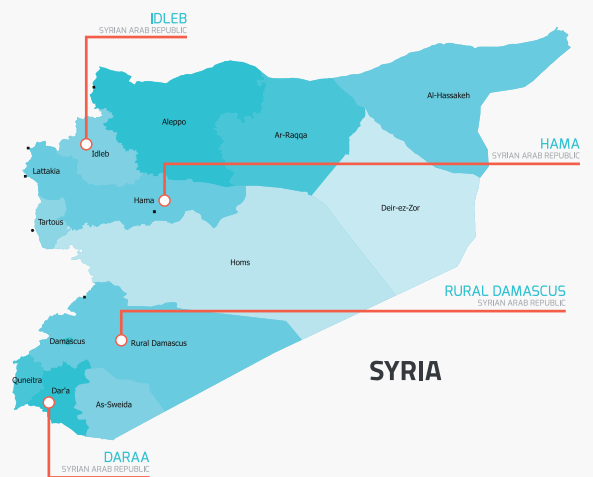 IDLEB
SYRIAN ARAB REPUBLIC
Al-Hassakeh
Aleppo
Ar-Raqqa
HAMA
SYRIAN ARAB REPUBLIC
Idleb
Lattakia
Hama
Deir-ez-Zor
Tartous
Homs
RURAL DAMASCUS
SYRIAN ARAB REPUBLIC
Damascus
Rural Damascus
SYRIA
Quneitra
Dar'a
As-Sweida
DARAA
SYRIAN ARAB REPUBLIC